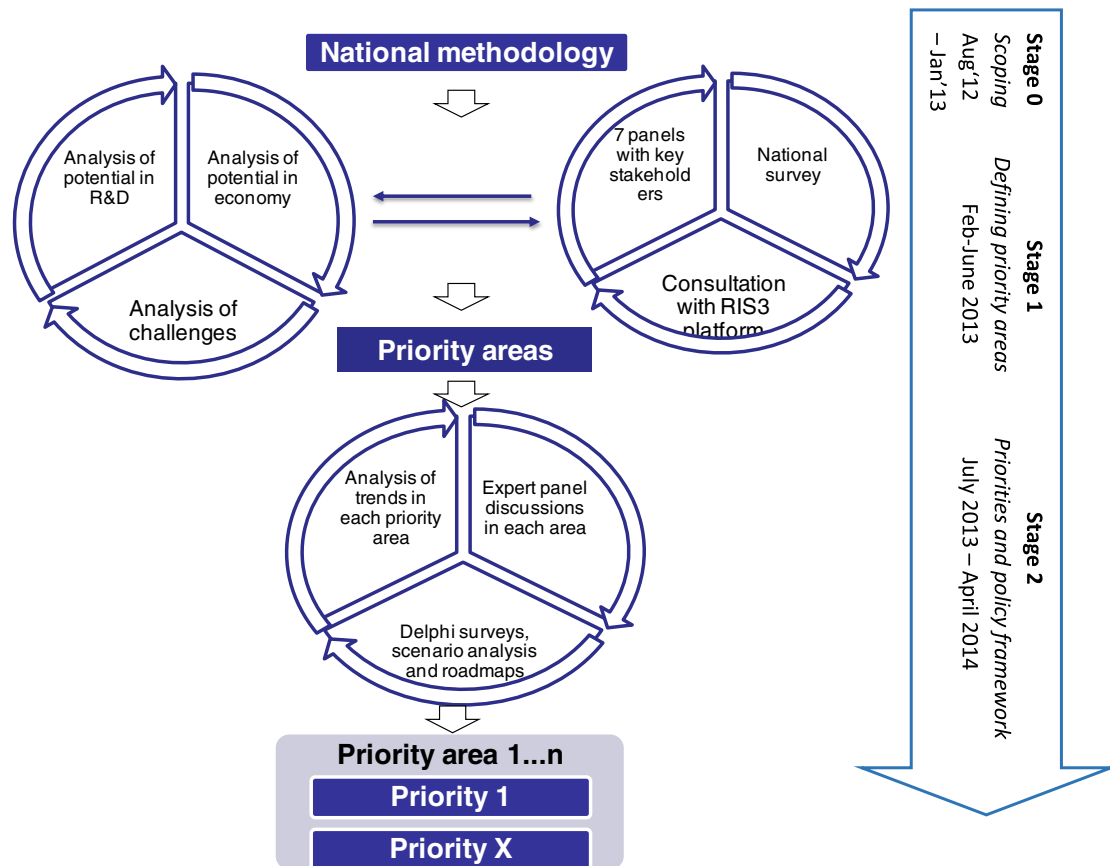 National methodology
Analysis of
potential in
R&D
Analysis of
potential in
economy
Analysis of
challenges
7 panels
with key
stakehold
ers
National
survey
Consultation
with RIS3
platform
Priority areas
Analysis of
trends in
each priority
area
Expert panel
discussions
in each area
Delphi surveys,
scenario analysis
and roadmaps
Priority area 1...n
Priority 1
Priority X
Stage 0
Scoping
Aug'12
– Jan'13
Stage 1
Defining priority areas
Feb-June 2013
Stage 2
Priorities and policy framework
July 2013 – April 2014